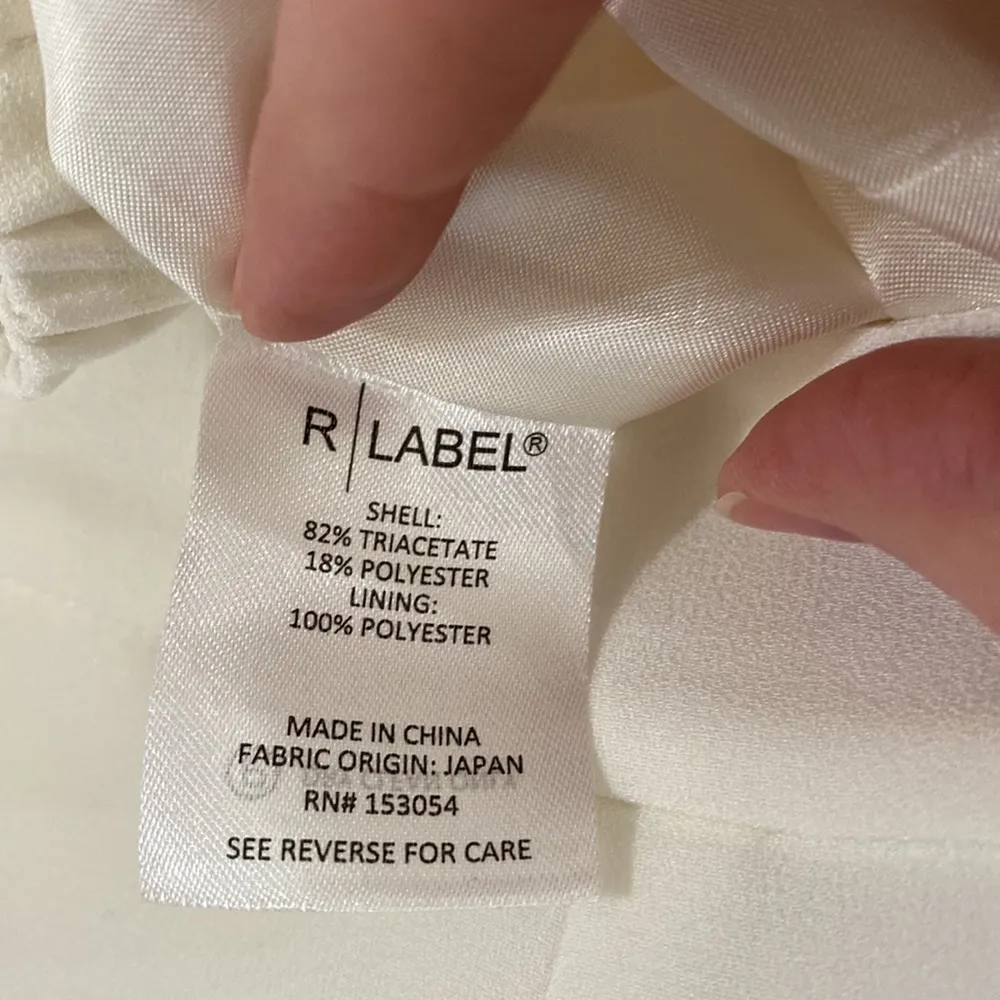 R|LABEL®
SHELL:
82% TRIACETATE
18% POLYESTER
LINING:
100% POLYESTER
MADE IN CHINA
FABRIC ORIGIN: JAPAN
RN# 153054
SEE REVERSE FOR CARE